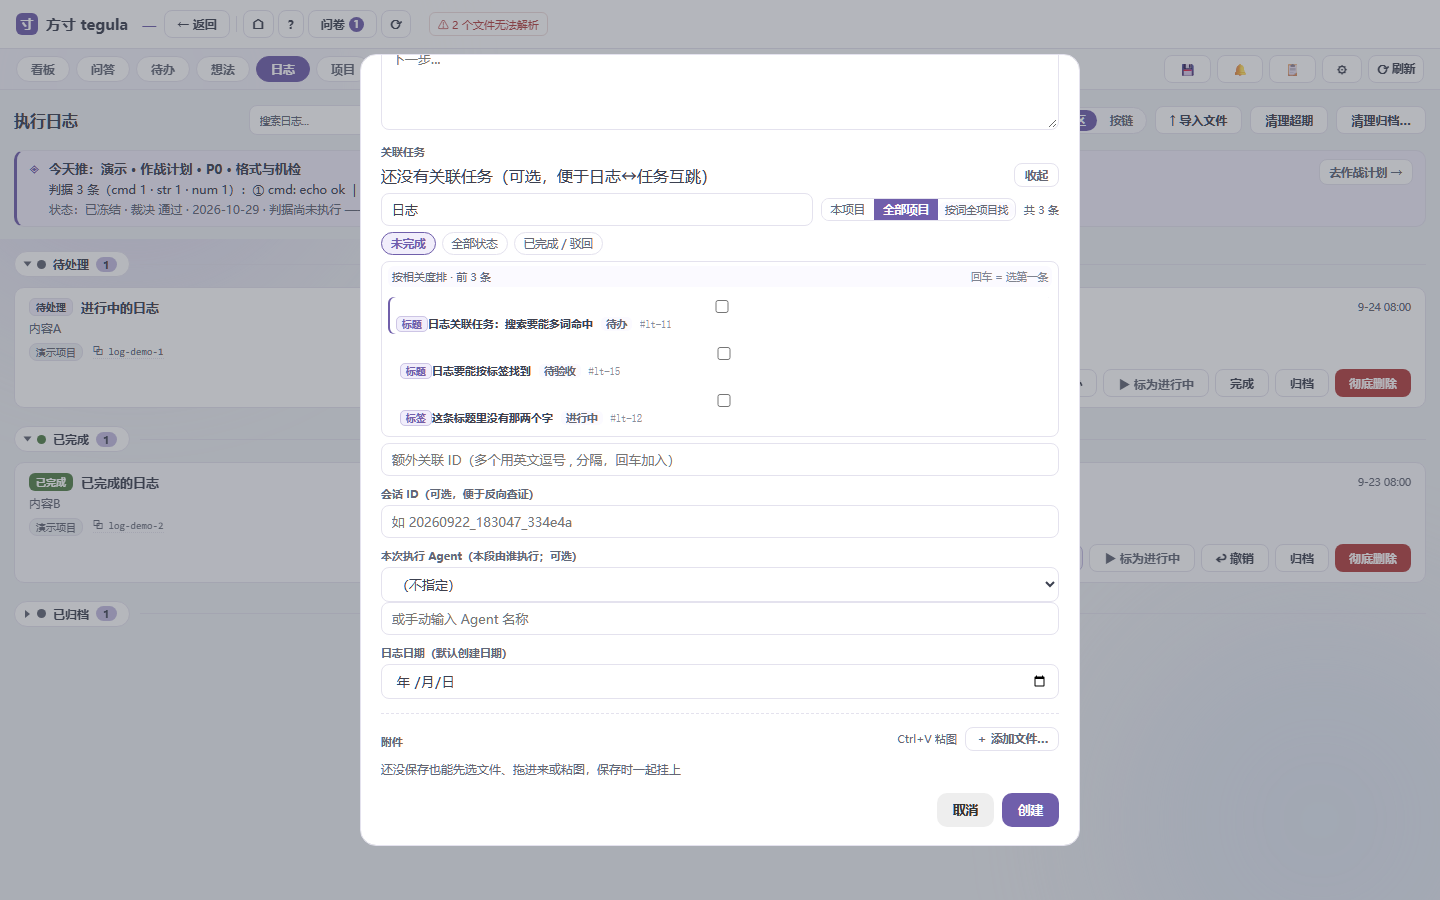 寸 方寸 tegula — ← 返回 ? 问卷 1 ⚠ 2 个文件无法解析
看板 问答 待办 想法 日志 项目 刷新
执行日志 搜索日志... 区 按链 ↑ 导入文件 清理超期 清理归档...
今天推：演示 • 作战计划 • P0 • 格式与机检
判据 3 条（cmd 1 · str 1 · num 1）：① cmd: echo ok |
状态：已冻结 · 裁决 通过 · 2026-10-29 · 判据尚未执行 —
去作战计划 →
待处理 1
待处理 进行中的日志 9-24 08:00
内容A
演示项目 log-demo-1
▶ 标为进行中 完成 归档 彻底删除
已完成 1
已完成 已完成的日志 9-23 08:00
内容B
演示项目 log-demo-2
▶ 标为进行中 ↩ 撤销 归档 彻底删除
已归档 1
下一步...
关联任务
还没有关联任务（可选，便于日志↔任务互跳） 收起
日志 本项目 全部项目 按词全项目找 共 3 条
未完成 全部状态 已完成 / 驳回
按相关度排 · 前 3 条 回车 = 选第一条
标题 日志关联任务：搜索要能多词命中 待办 #lt-11
标题 日志要能按标签找到 待验收 #lt-15
标签 这条标题里没有那两个字 进行中 #lt-12
额外关联 ID（多个用英文逗号 , 分隔，回车加入）
会话 ID（可选，便于反向查证）
如 20260922_183047_334e4a
本次执行 Agent（本段由谁执行；可选）
（不指定）
或手动输入 Agent 名称
日志日期（默认创建日期）
年 /月/日
附件 Ctrl+V 粘图 + 添加文件...
还没保存也能先选文件、拖进来或粘图，保存时一起挂上
取消 创建